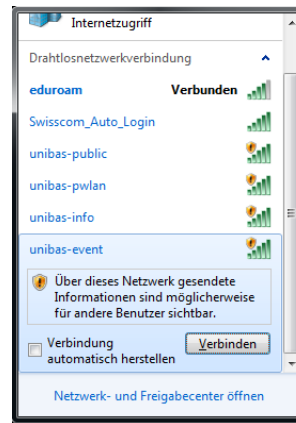 Internetzugriff
Drahtlosnetzwerkverbindung
eduroam Verbunden
Swisscom_Auto_Login
unibas-public
unibas-pwlan
unibas-info
unibas-event
Über dieses Netzwerk gesendete
Informationen sind möglicherweise
für andere Benutzer sichtbar.
Verbindung
automatisch herstellen
Verbinden
Netzwerk- und Freigabecenter öffnen